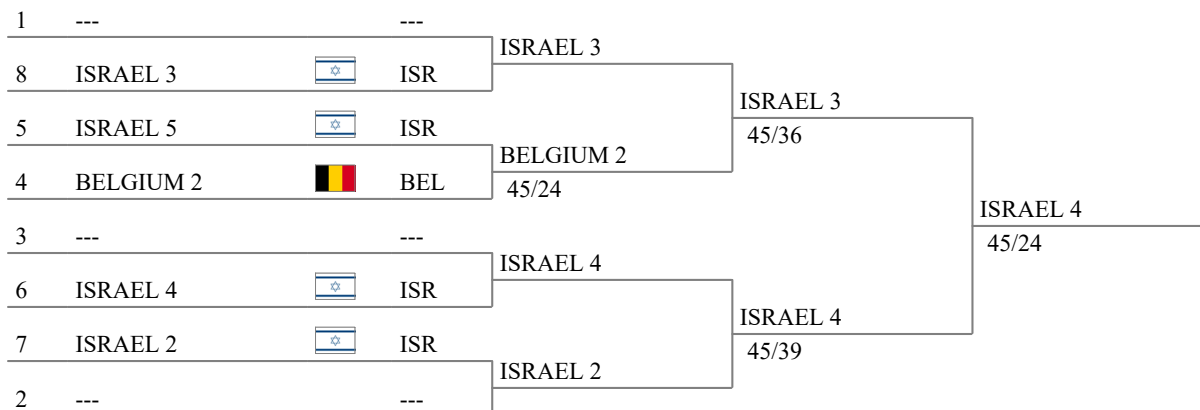 1 --- ---
ISRAEL 3
8 ISRAEL 3 ISR
ISRAEL 3
45/36
5 ISRAEL 5 ISR
BELGIUM 2
45/24
4 BELGIUM 2 BEL
ISRAEL 4
45/24
3 --- ---
ISRAEL 4
6 ISRAEL 4 ISR
ISRAEL 4
45/39
7 ISRAEL 2 ISR
ISRAEL 2
2 --- ---